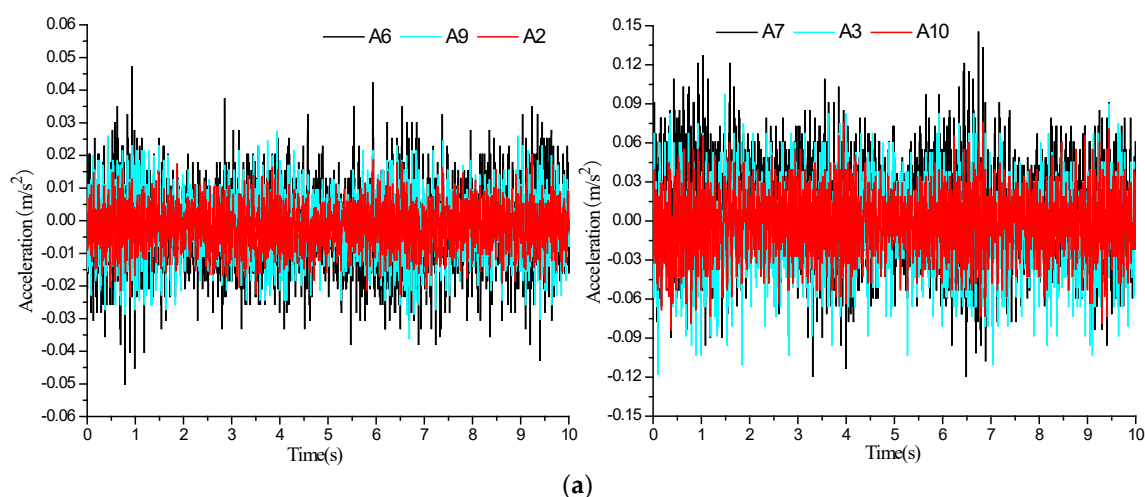 A6 A9 A2
0.06
0.05
0.04
0.03
0.02
0.01
0.00
-0.01
-0.02
-0.03
-0.04
-0.05
-0.06
Acceleration (m/s²)
0 1 2 3 4 5 6 7 8 9 10
Time(s)
A7 A3 A10
0.15
0.12
0.09
0.06
0.03
0.00
-0.03
-0.06
-0.09
-0.12
-0.15
Acceleration (m/s²)
0 1 2 3 4 5 6 7 8 9 10
Time(s)
(a)